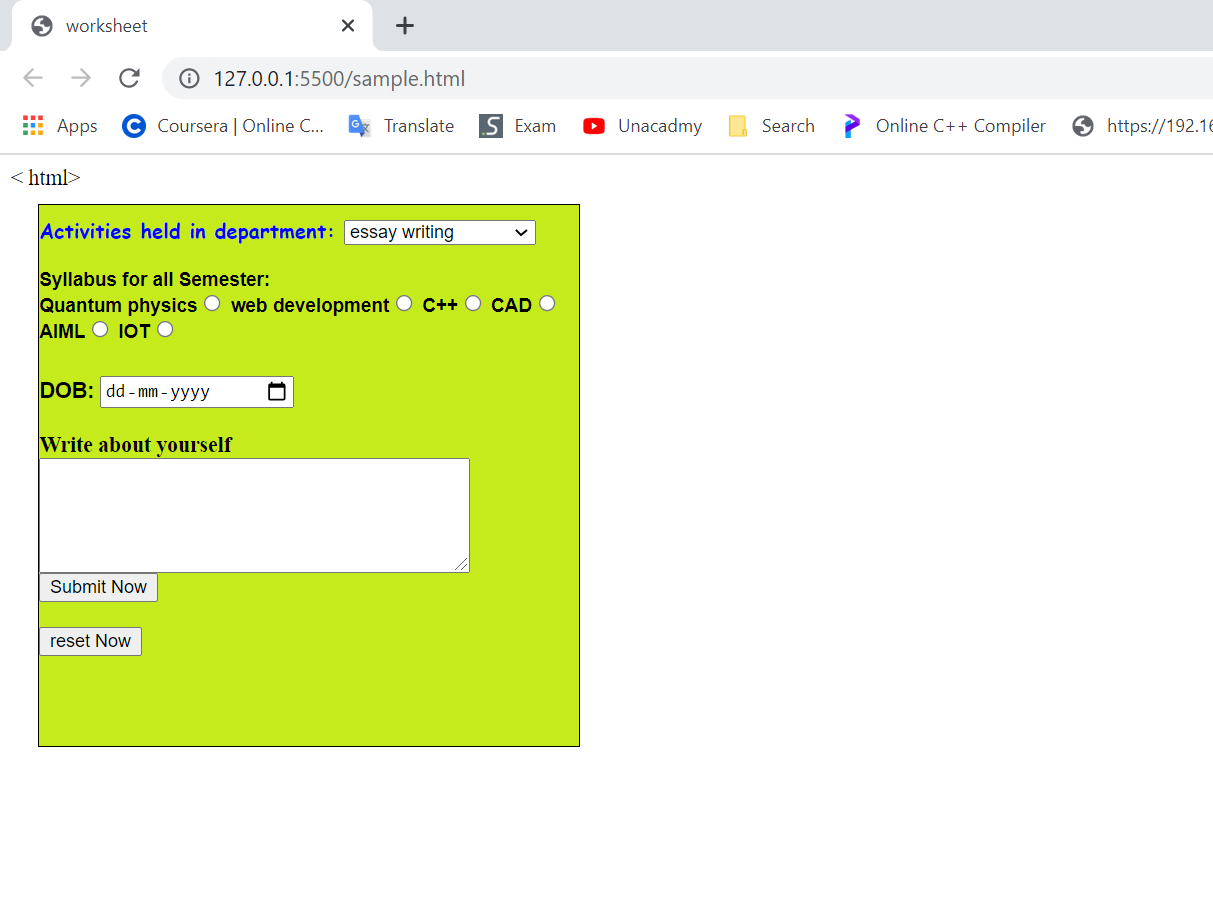 worksheet
127.0.0.1:5500/sample.html
Apps Coursera | Online C... Translate Exam Unacadmy Search Online C++ Compiler https://192.16
< html>
Activities held in department: essay writing
Syllabus for all Semester:
Quantum physics web development C++ CAD
AIML IOT
DOB: dd-mm-yyyy
Write about yourself
Submit Now
reset Now